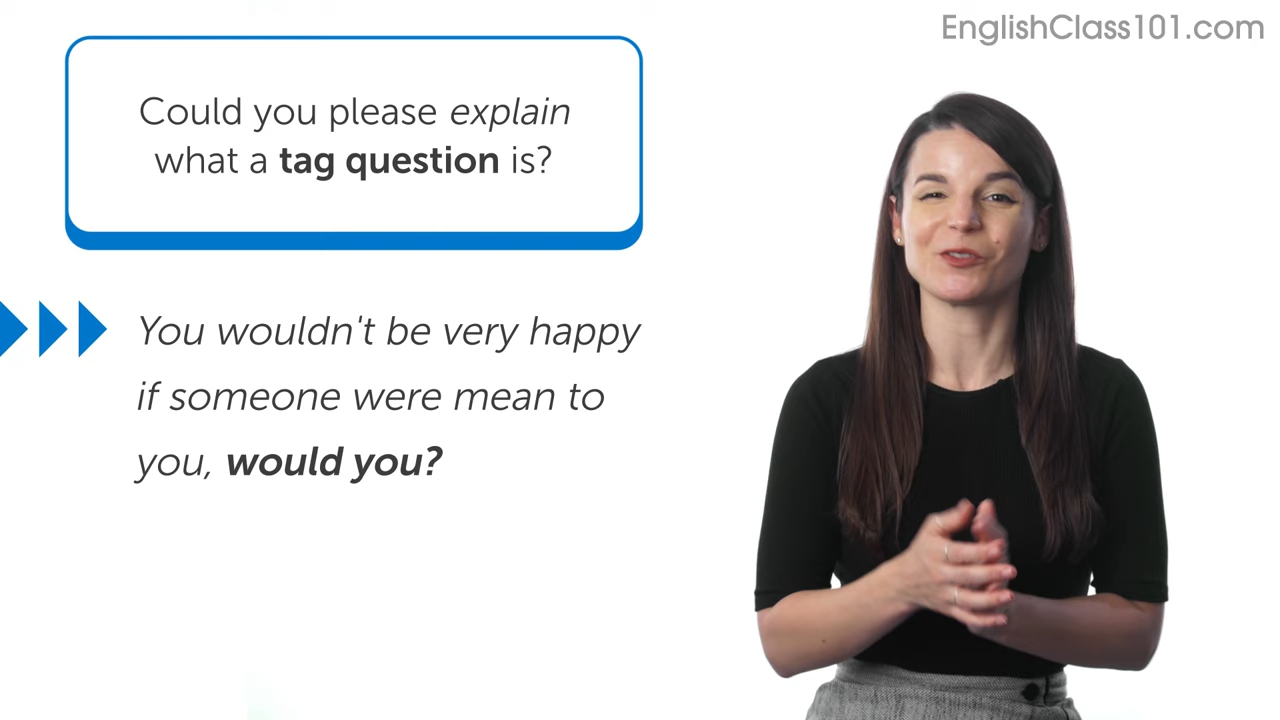 EnglishClass101.com
Could you please explain
what a tag question is?
You wouldn't be very happy
if someone were mean to
you, would you?